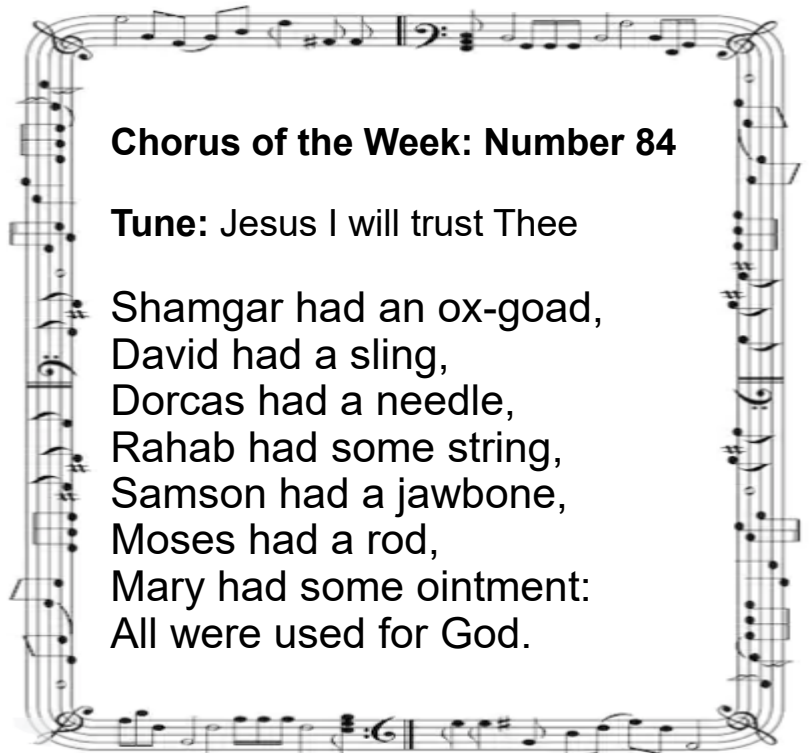 Chorus of the Week: Number 84
Tune: Jesus I will trust Thee
Shamgar had an ox-goad,
David had a sling,
Dorcas had a needle,
Rahab had some string,
Samson had a jawbone,
Moses had a rod,
Mary had some ointment:
All were used for God.